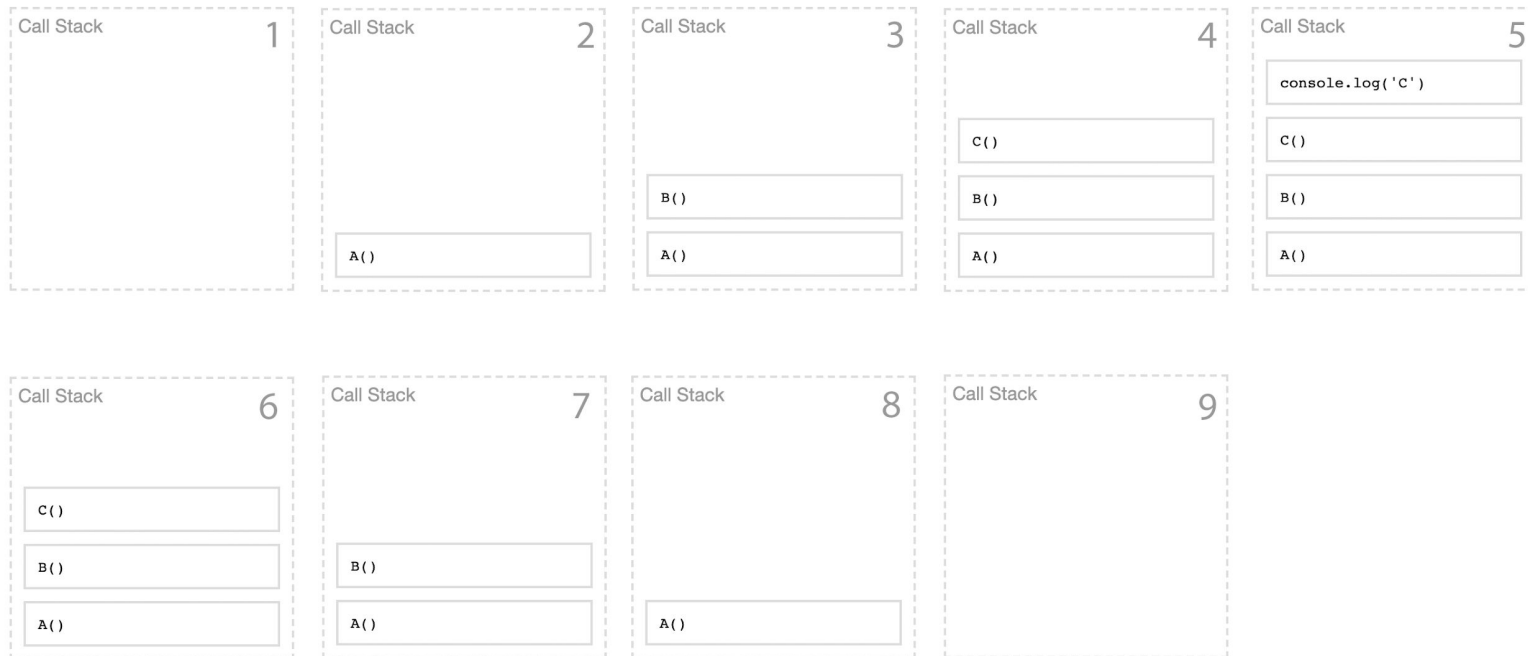 Call Stack 1
Call Stack 2
A()
Call Stack 3
B()
A()
Call Stack 4
C()
B()
A()
Call Stack 5
console.log('C')
C()
B()
A()
Call Stack 6
C()
B()
A()
Call Stack 7
B()
A()
Call Stack 8
A()
Call Stack 9